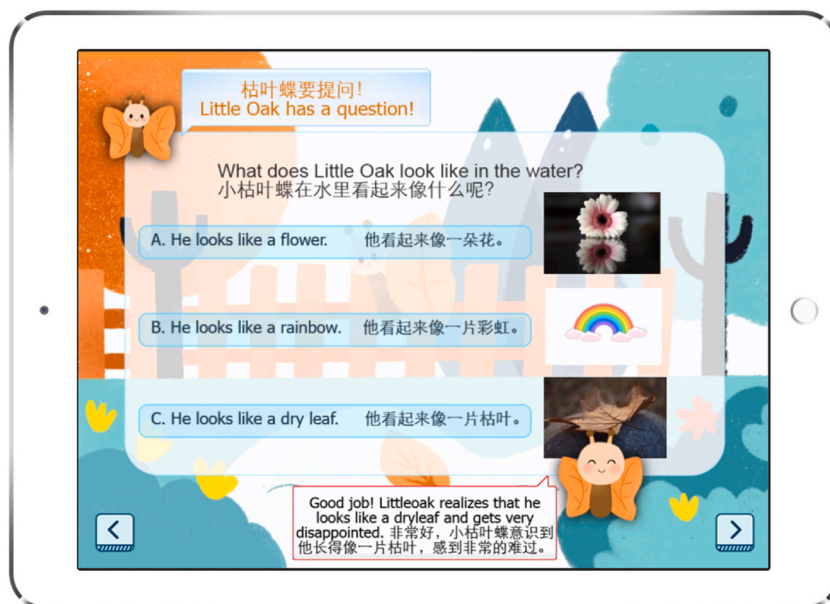 枯叶蝶要提问！
Little Oak has a question!
What does Little Oak look like in the water?
小枯叶蝶在水里看起来像什么呢？
A. He looks like a flower. 他看起来像一朵花。
B. He looks like a rainbow. 他看起来像一片彩虹。
C. He looks like a dry leaf. 他看起来像一片枯叶。
Good job! Littleoak realizes that he
looks like a dryleaf and gets very
disappointed. 非常好，小枯叶蝶意识到
他长得像一片枯叶，感到非常的难过。